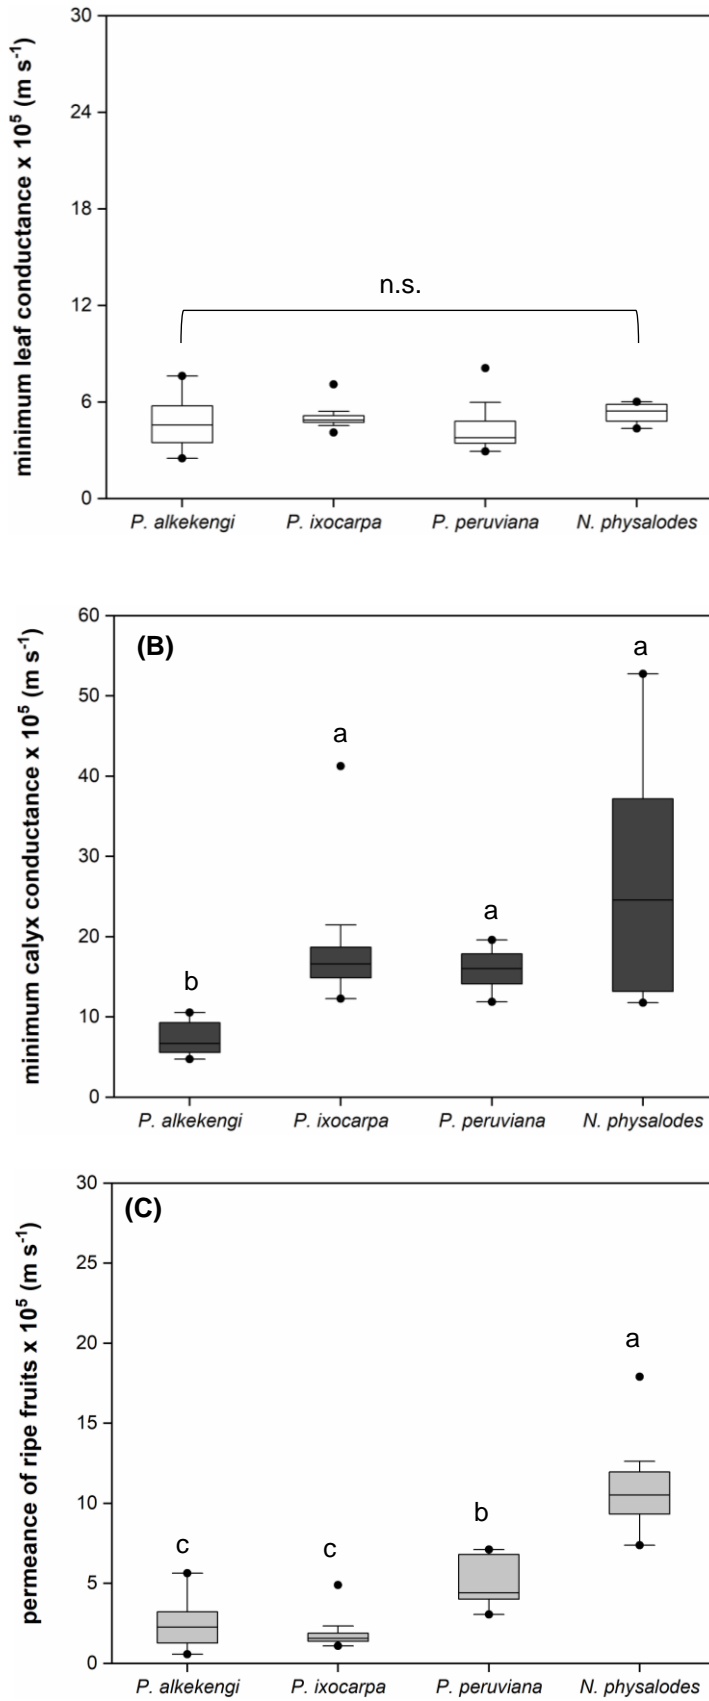 minimum leaf conductance x 10⁵ (m s⁻¹)
30
24
18
12
6
0
n.s.
P. alkekengi P. ixocarpa P. peruviana N. physalodes
minimum calyx conductance x 10⁵ (m s⁻¹)
60
50
40
30
20
10
0
(B)
b
a
a
a
P. alkekengi P. ixocarpa P. peruviana N. physalodes
permeance of ripe fruits x 10⁵ (m s⁻¹)
30
25
20
15
10
5
0
(C)
c
c
b
a
P. alkekengi P. ixocarpa P. peruviana N. physalodes